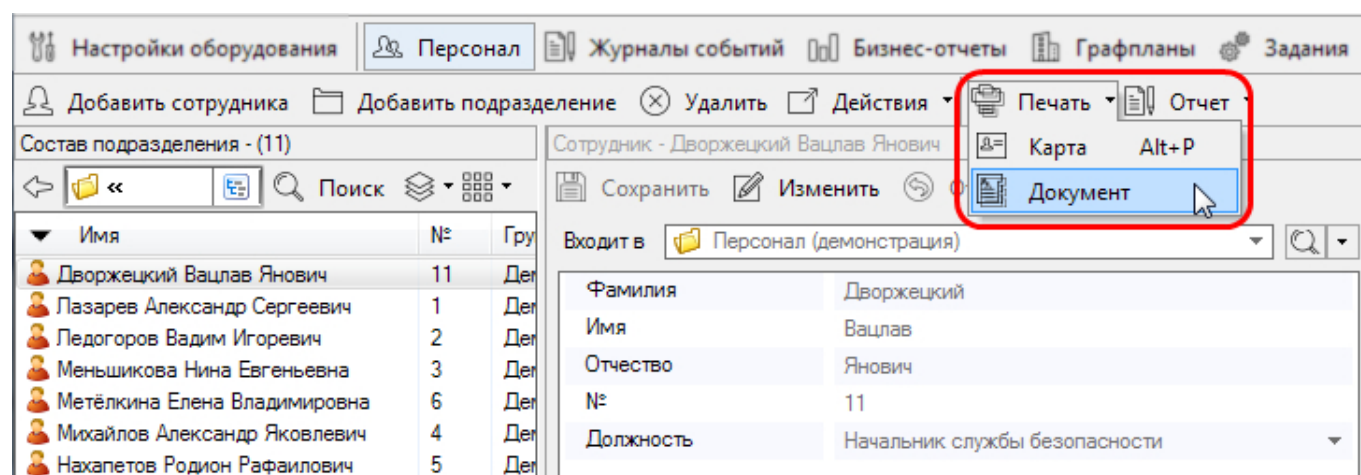 Настройки оборудования Персонал Журналы событий Бизнес-отчеты Графпланы Задания
Добавить сотрудника Добавить подразделение Удалить Действия Печать Отчет
Состав подразделения - (11) Сотрудник - Дворжецкий Вацлав Янович
Карта Alt+P
« Поиск Сохранить Изменить
Документ
Имя № Гру
Входит в Персонал (демонстрация)
Дворжецкий Вацлав Янович 11 Дем
Фамилия Дворжецкий
Лазарев Александр Сергеевич 1 Дем
Имя Вацлав
Ледогоров Вадим Игоревич 2 Дем
Отчество Янович
Меньшикова Нина Евгеньевна 3 Дем
№ 11
Метёлкина Елена Владимировна 6 Дем
Должность Начальник службы безопасности
Михайлов Александр Яковлевич 4 Дем
Нахапетов Родион Рафаилович 5 Дем